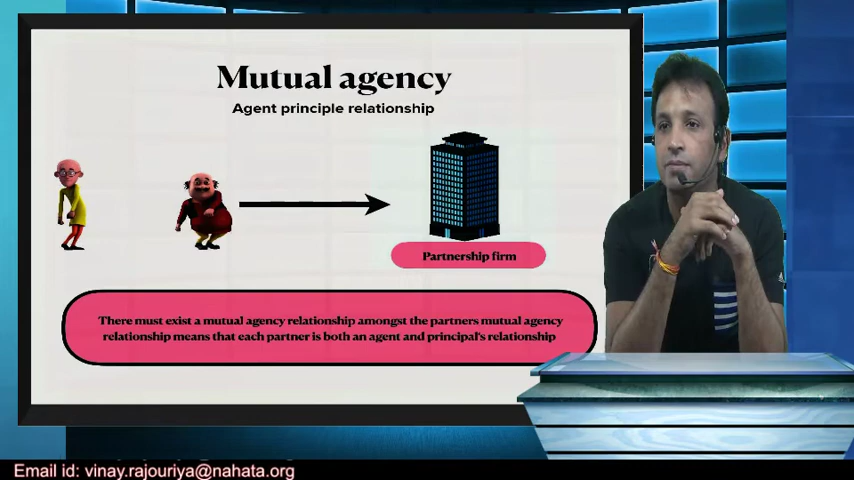 Mutual agency
Agent principle relationship
Partnership firm
There must exist a mutual agency relationship amongst the partners mutual agency
relationship means that each partner is both an agent and principal's relationship
Email id: vinay.rajouriya@nahata.org